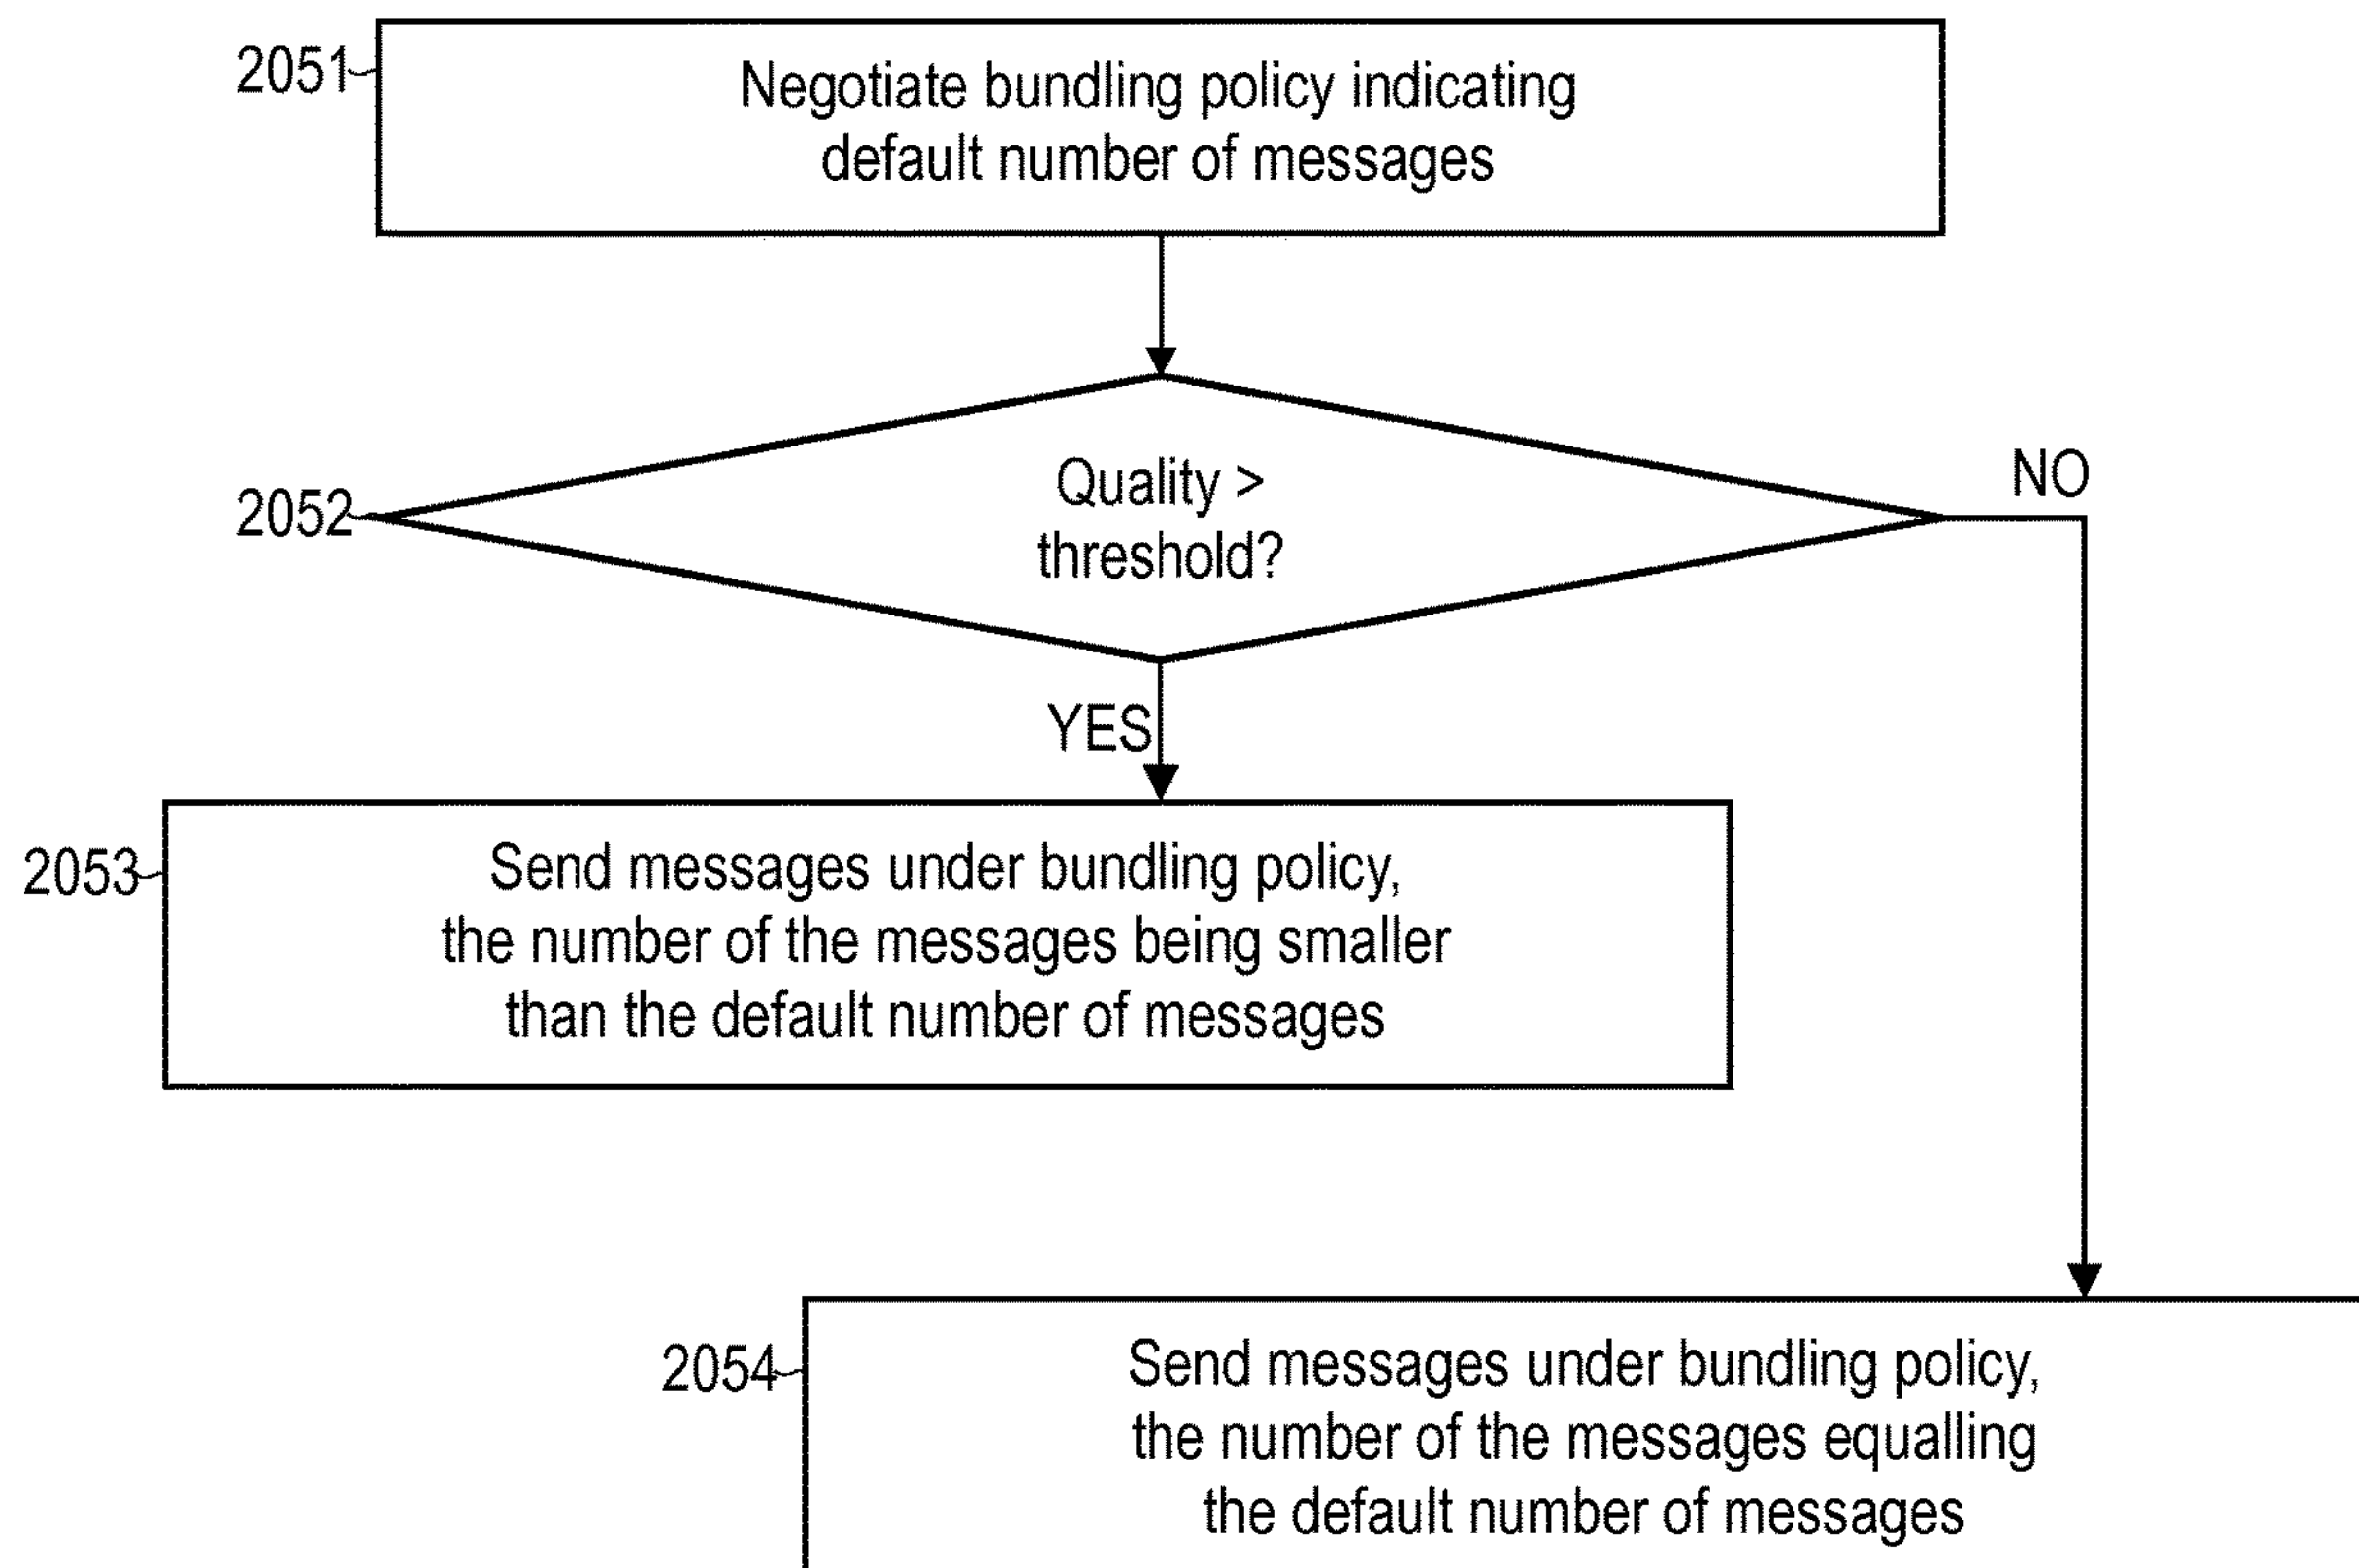 2051
Negotiate bundling policy indicating
default number of messages
2052
Quality >
threshold?
NO
YES
2053
Send messages under bundling policy,
the number of the messages being smaller
than the default number of messages
2054
Send messages under bundling policy,
the number of the messages equalling
the default number of messages